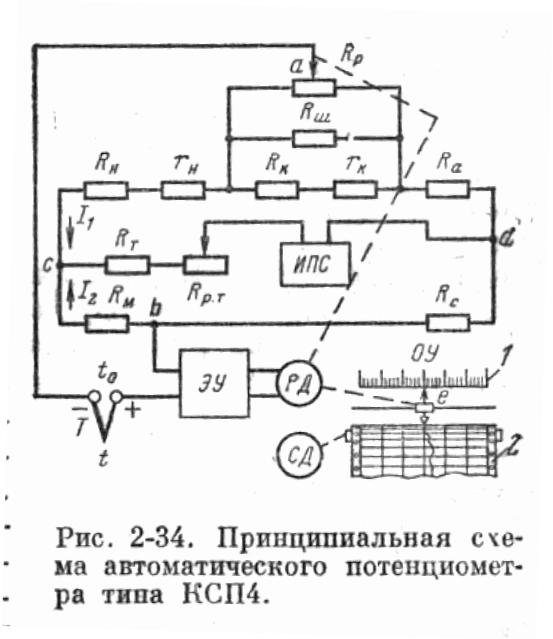 a
Rр
Rш
Rн
rн
Rк
rк
Rа
I₁
c
Rт
Rр.т
ИПС
d
I₂
Rм
b
Rс
ОУ
1
t₀
ЭУ
РД
e
− +
T
t
СД
2
Рис. 2-34. Принципиальная схе-
ма автоматического потенциомет-
ра типа КСП4.